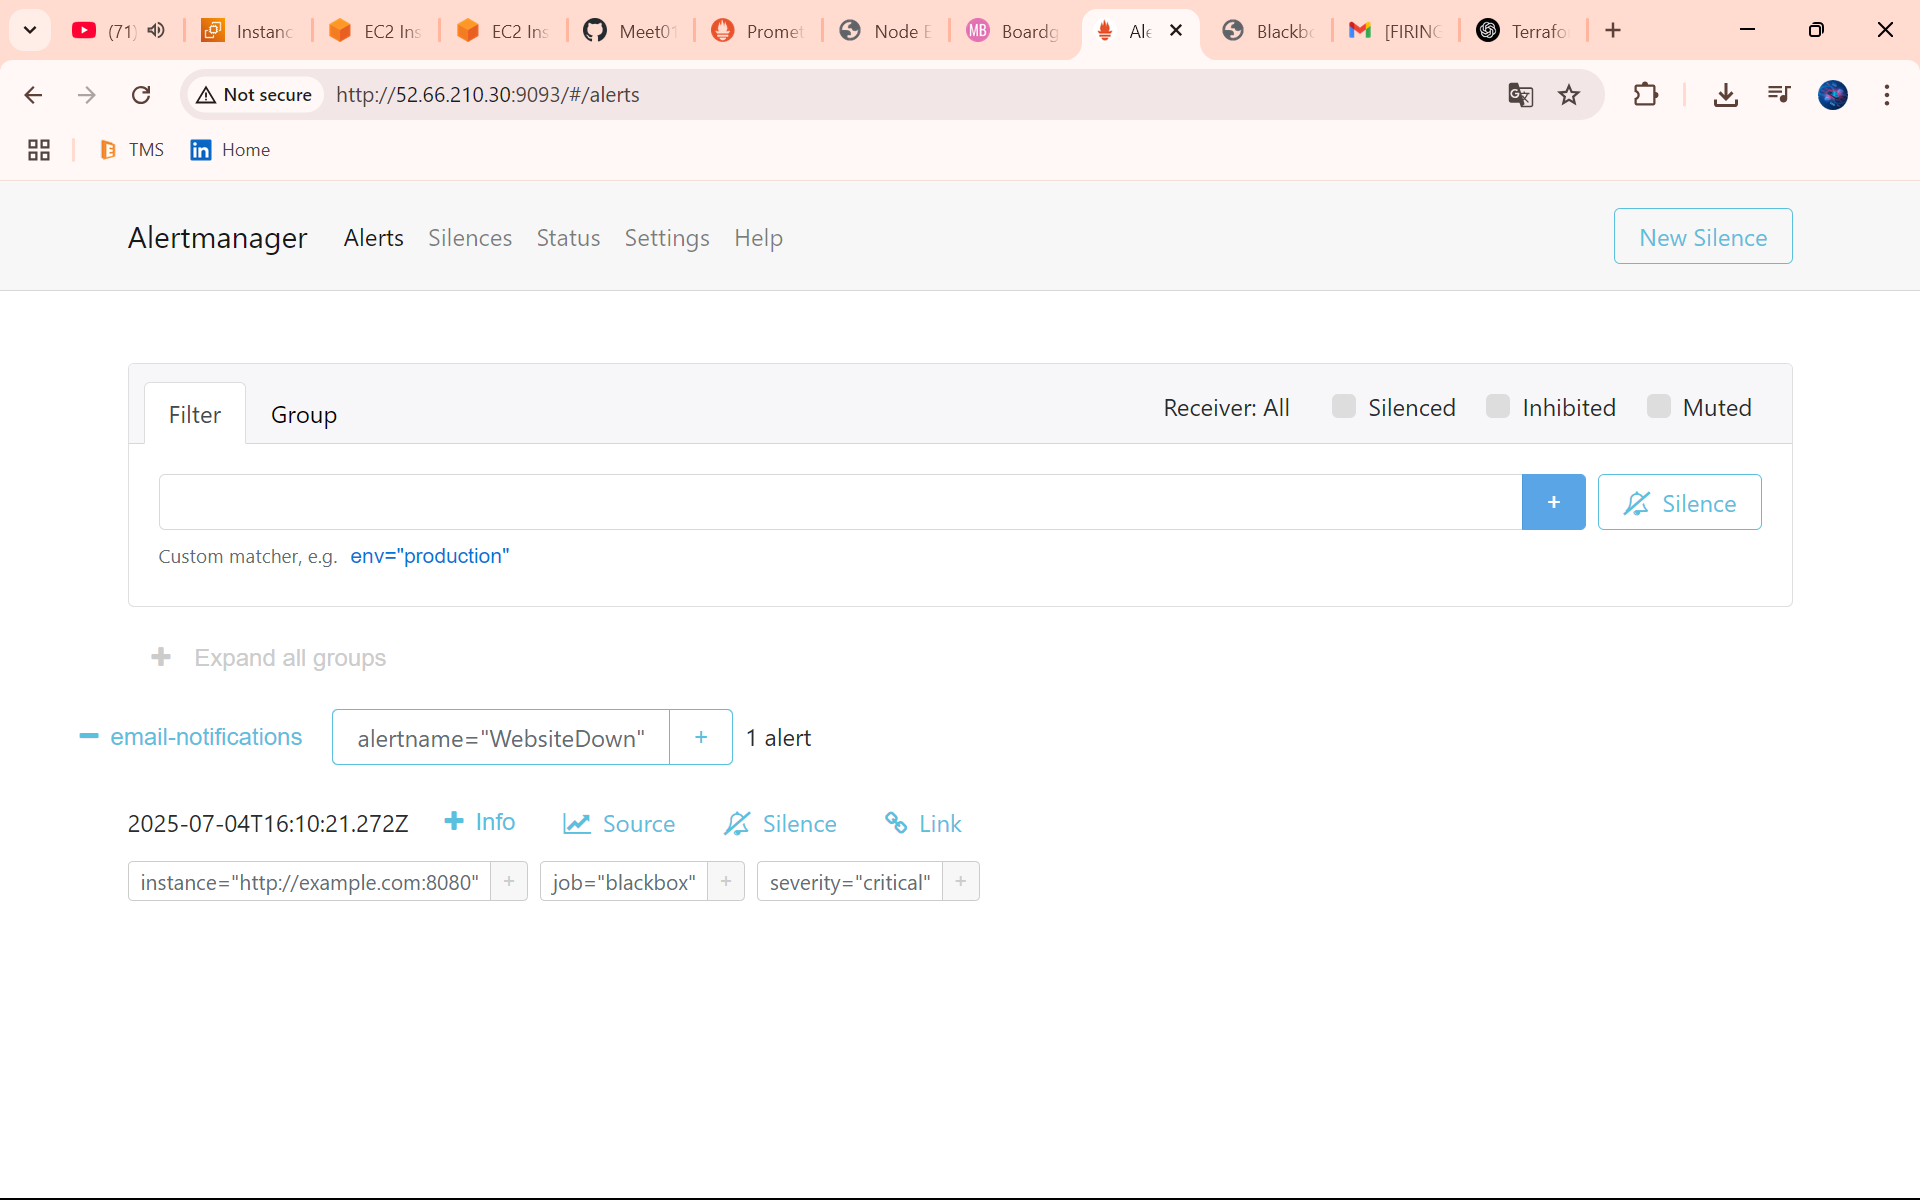 (71) Instanc EC2 Ins EC2 Ins Meet01 Promet Node E MB Boardg Ale Blackbo [FIRING Terrafo
Not secure http://52.66.210.30:9093/#/alerts
TMS in Home
Alertmanager Alerts Silences Status Settings Help New Silence
Filter Group Receiver: All Silenced Inhibited Muted
+ Silence
Custom matcher, e.g. env="production"
+ Expand all groups
− email-notifications alertname="WebsiteDown" + 1 alert
2025-07-04T16:10:21.272Z + Info Source Silence Link
instance="http://example.com:8080" + job="blackbox" + severity="critical" +